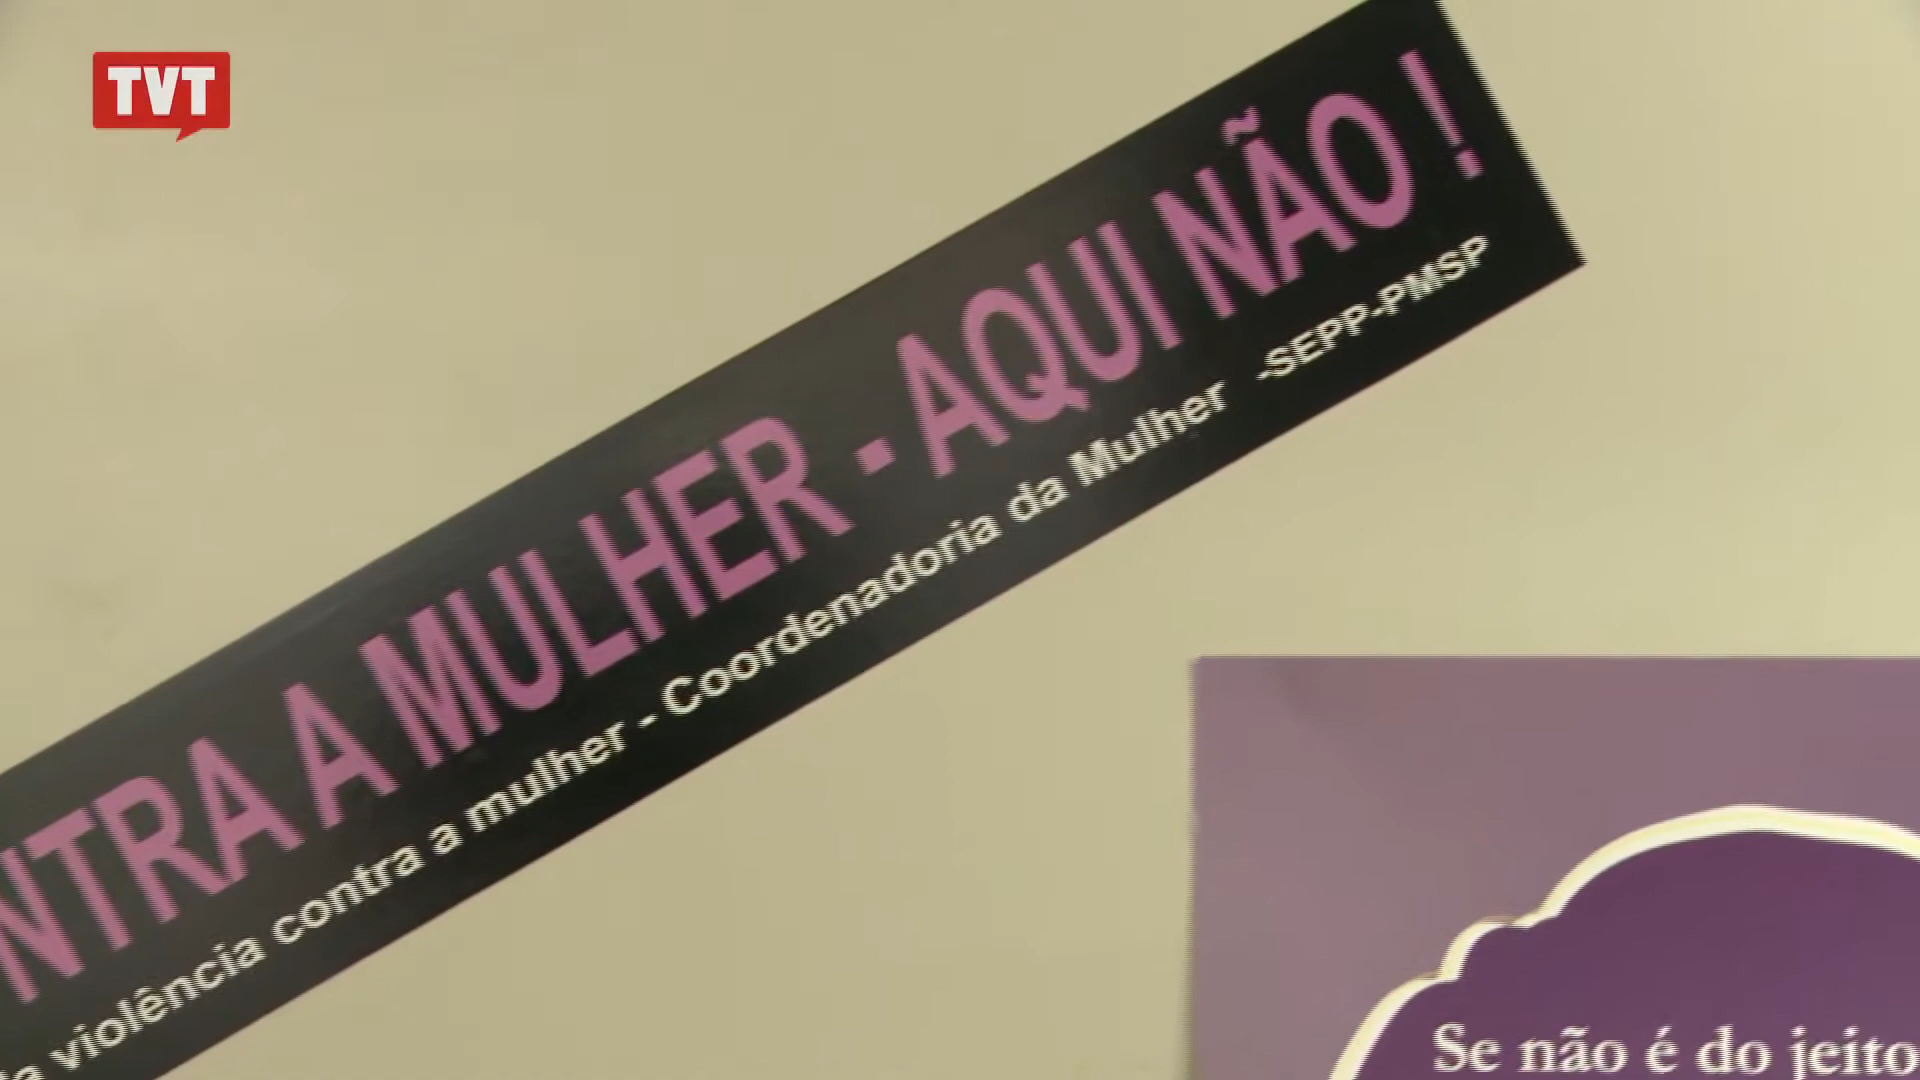 TVT
NTRA A MULHER - AQUI NÃO !
violência contra a mulher - Coordenadoria da Mulher -SEPP-PMSP
Se não é do jeito